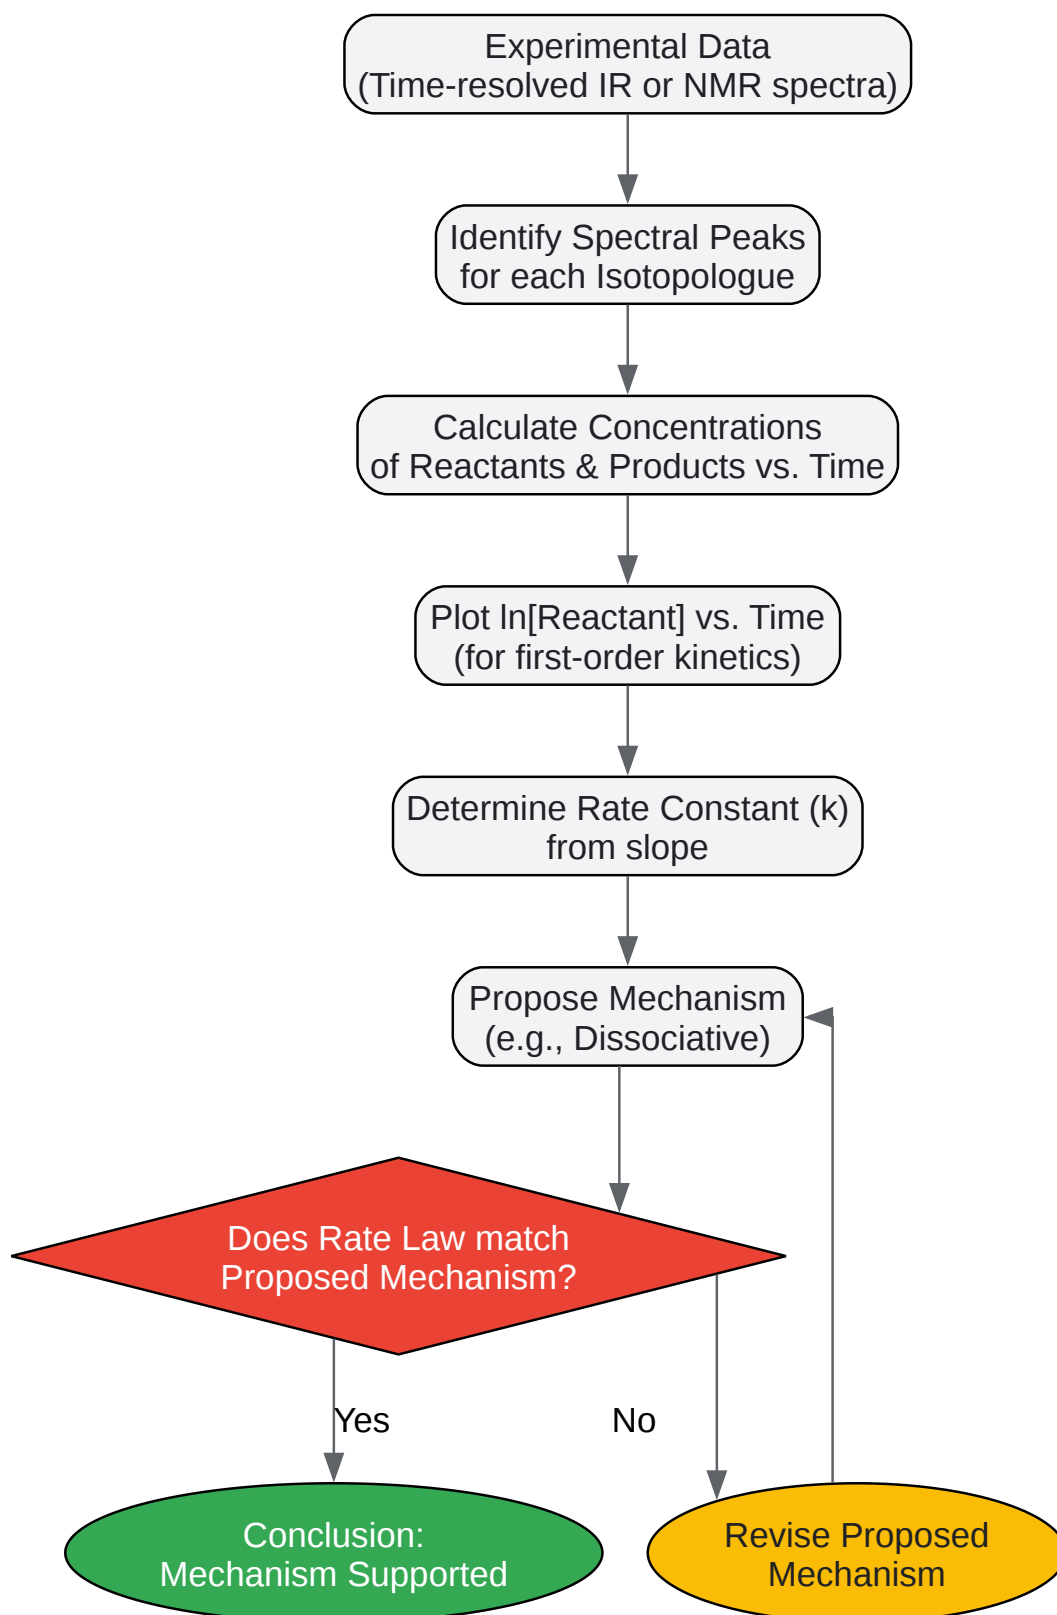 Experimental Data
(Time-resolved IR or NMR spectra)
Identify Spectral Peaks
for each Isotopologue
Calculate Concentrations
of Reactants & Products vs. Time
Plot ln[Reactant] vs. Time
(for first-order kinetics)
Determine Rate Constant (k)
from slope
Propose Mechanism
(e.g., Dissociative)
Does Rate Law match
Proposed Mechanism?
Yes
No
Conclusion:
Mechanism Supported
Revise Proposed
Mechanism